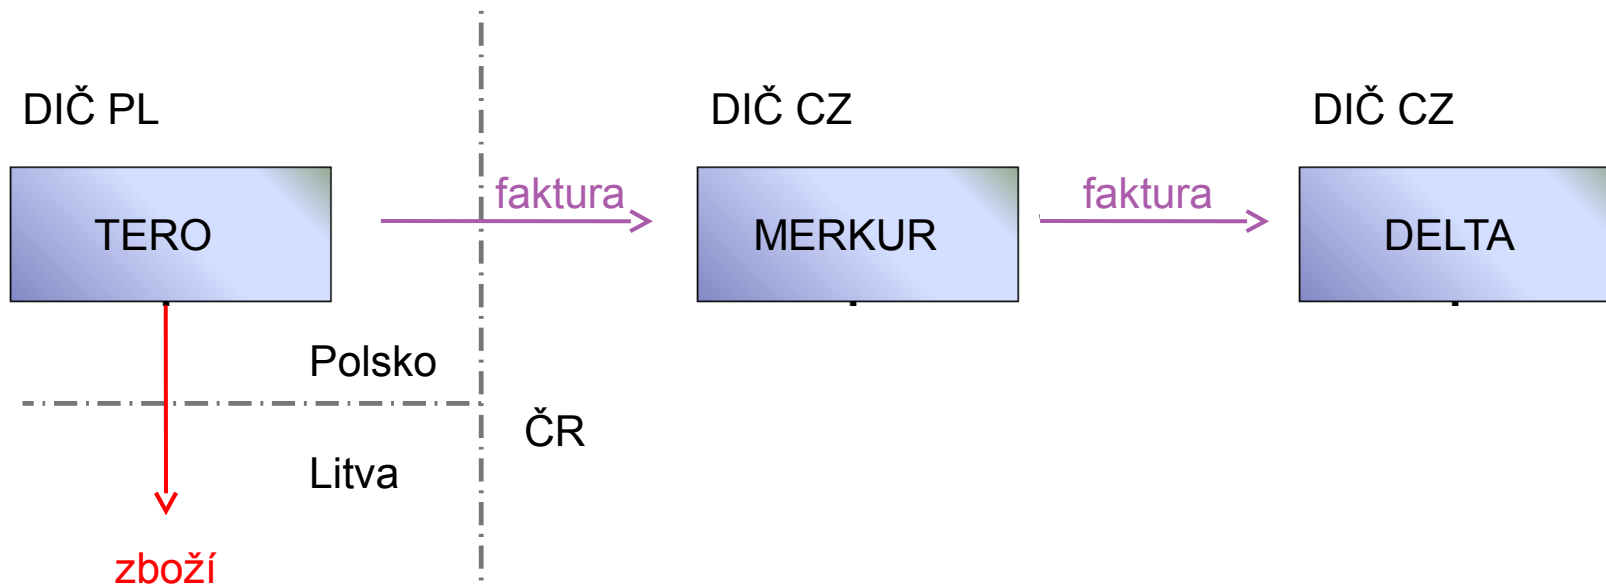 DIČ PL
DIČ CZ
DIČ CZ
TERO
faktura
MERKUR
faktura
DELTA
Polsko
ČR
Litva
zboží